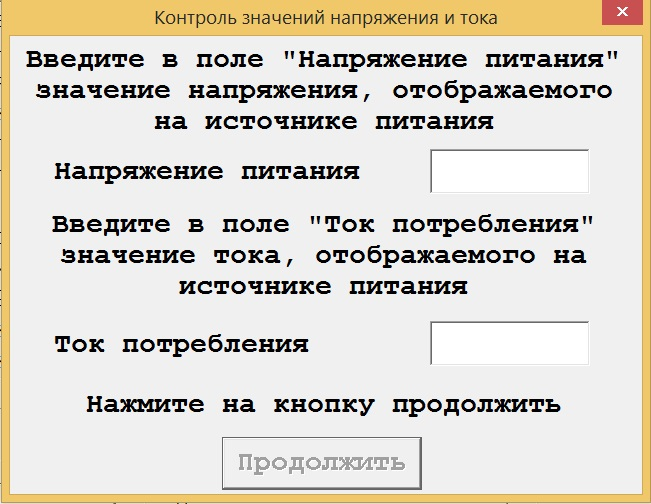 Контроль значений напряжения и тока
Введите в поле "Напряжение питания"
значение напряжения, отображаемого
на источнике питания
Напряжение питания
Введите в поле "Ток потребления"
значение тока, отображаемого на
источнике питания
Ток потребления
Нажмите на кнопку продолжить
Продолжить